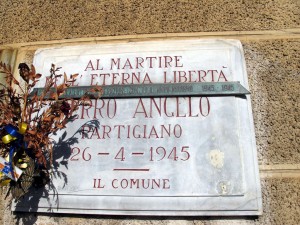 AL MARTIRE
ETERNA LIBERTÀ
ANGELO
PARTIGIANO
26-4-1945
IL COMUNE